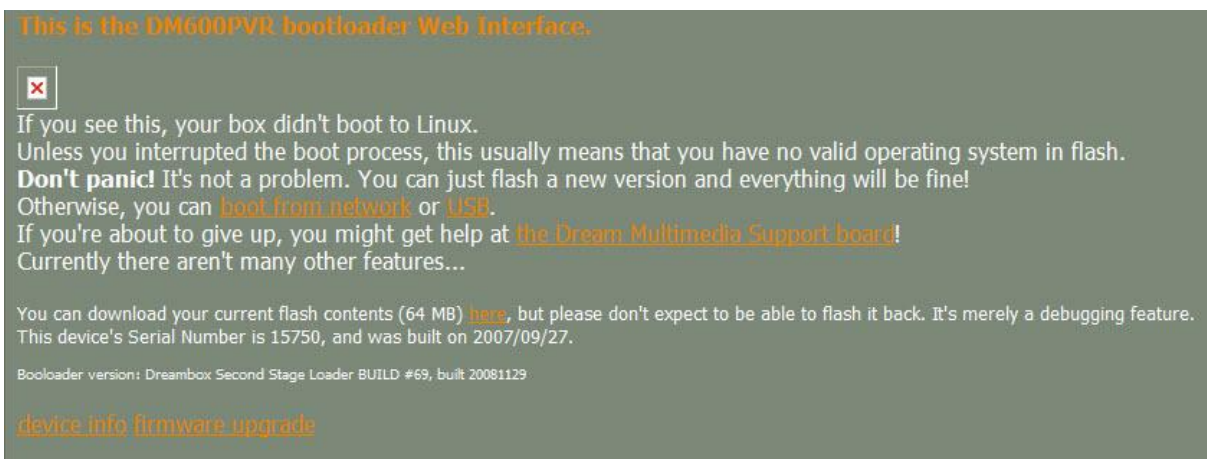 This is the DM600PVR bootloader Web Interface.
If you see this, your box didn't boot to Linux.
Unless you interrupted the boot process, this usually means that you have no valid operating system in flash.
Don't panic! It's not a problem. You can just flash a new version and everything will be fine!
Otherwise, you can boot from network or USB.
If you're about to give up, you might get help at the Dream Multimedia Support board!
Currently there aren't many other features...
You can download your current flash contents (64 MB) here, but please don't expect to be able to flash it back. It's merely a debugging feature.
This device's Serial Number is 15750, and was built on 2007/09/27.
Booloader version: Dreambox Second Stage Loader BUILD #69, built 20081129
device info firmware upgrade